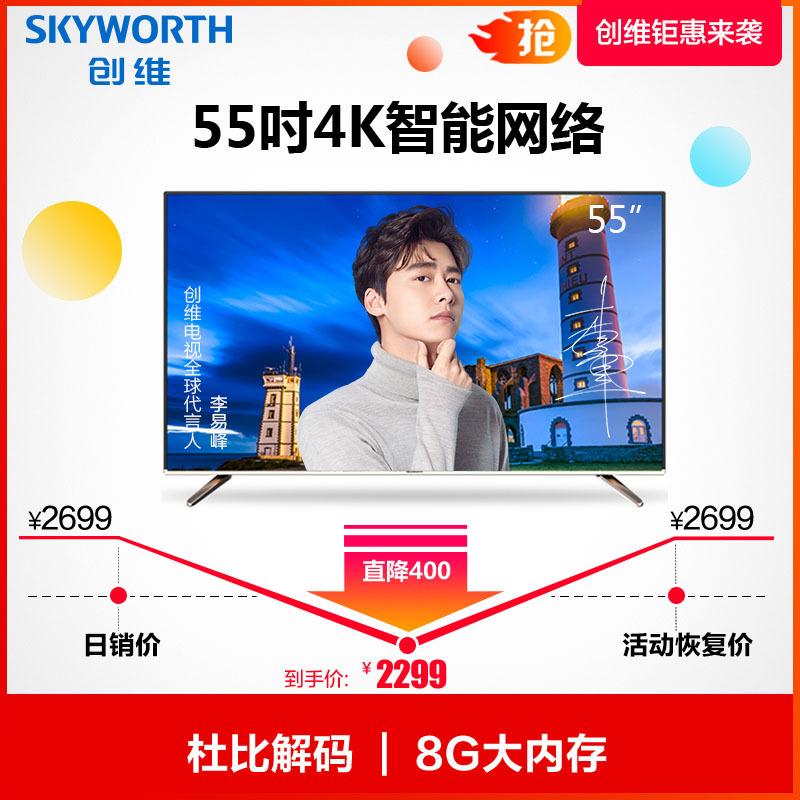 SKYWORTH
创维
抢
创维钜惠来袭
55吋4K智能网络
55”
创维电视全球代言人
李易峰
¥2699
¥2699
直降400
日销价
活动恢复价
到手价: ¥2299
杜比解码 | 8G大内存